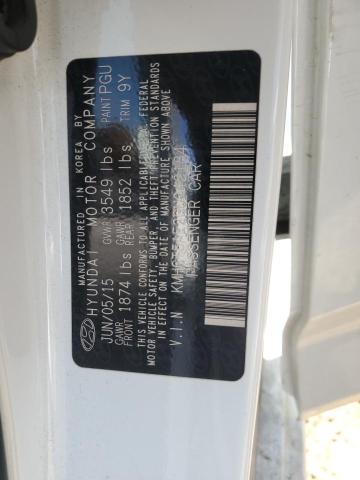 MANUFACTURED IN KOREA BY
HYUNDAI MOTOR COMPANY
JUN/05/15 GVWR 3549 lbs PAINT PGU
GAWR FRONT 1874 lbs GAWR REAR 1852 lbs TRIM 9Y
THIS VEHICLE CONFORMS TO ALL APPLICABLE FEDERAL
MOTOR VEHICLE SAFETY, BUMPER, AND THEFT PREVENTION STANDARDS
IN EFFECT ON THE DATE OF MANUFACTURE SHOWN ABOVE.
V.I.N
PASSENGER CAR